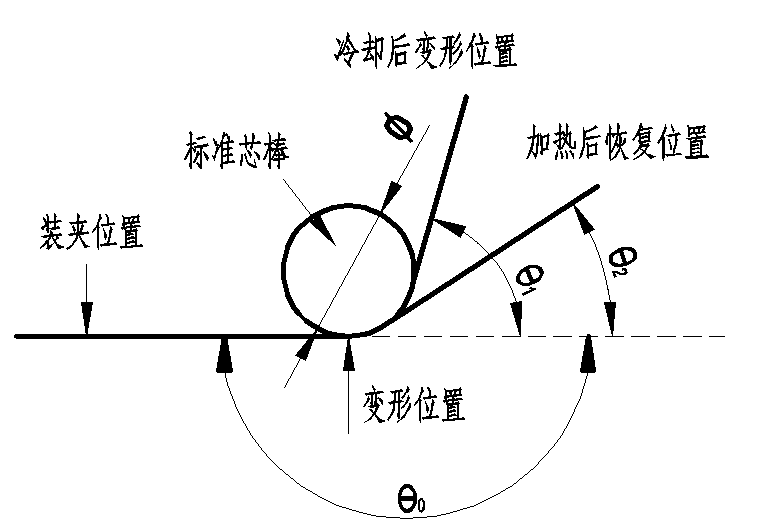 冷却后变形位置
φ
加热后恢复位置
标准芯棒
装夹位置
θ₁
θ₂
变形位置
θ₀